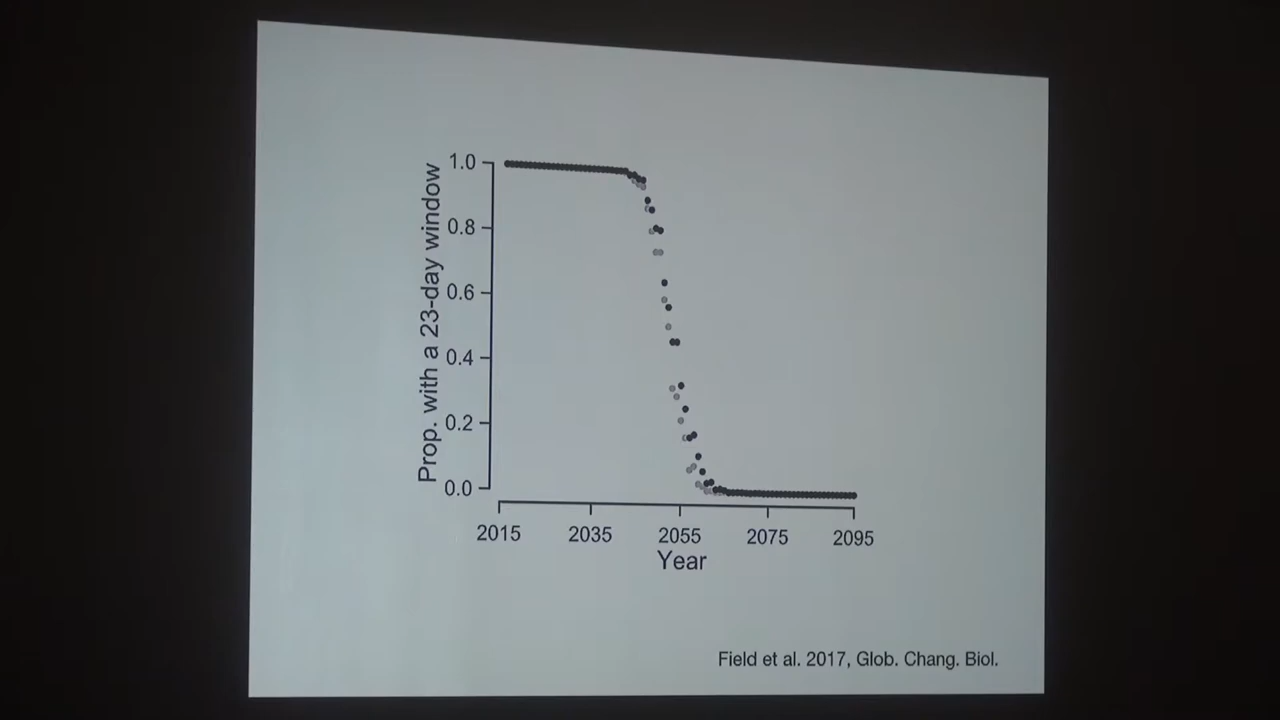 Prop. with a 23-day window
1.0
0.8
0.6
0.4
0.2
0.0
2015 2035 2055 2075 2095
Year
Field et al. 2017, Glob. Chang. Biol.